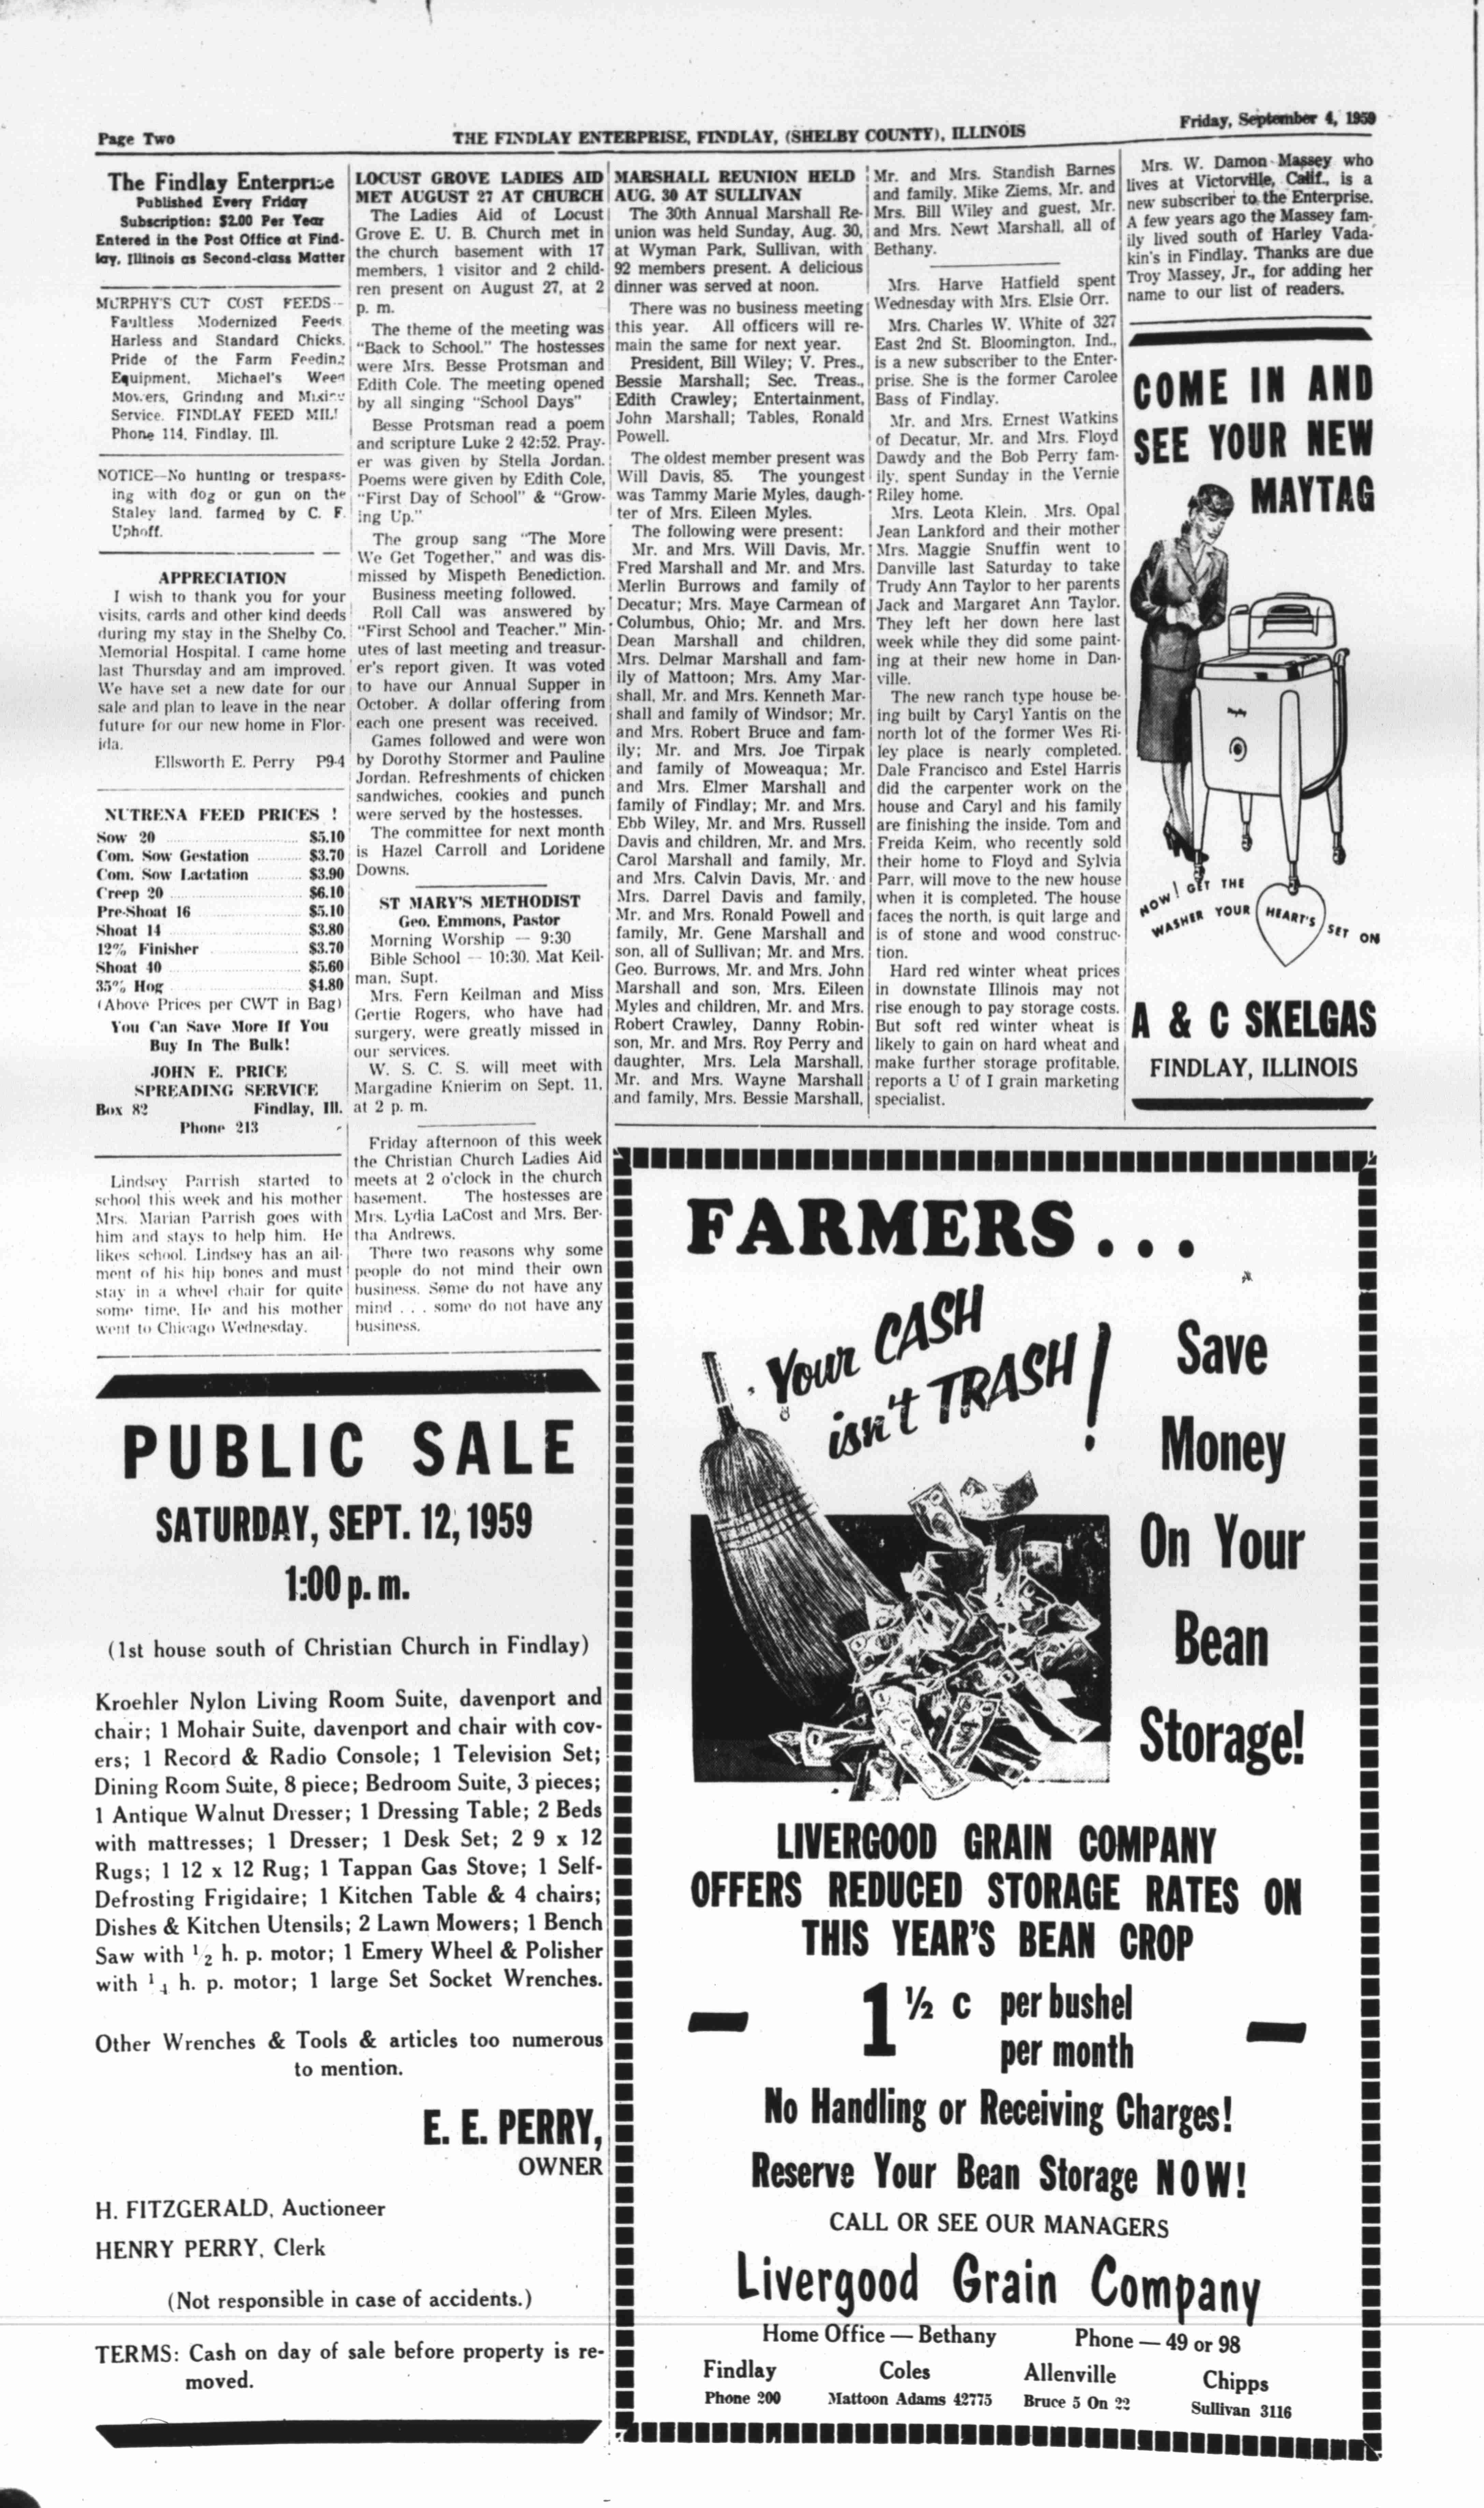 Page Two
THE FINDLAY ENTERPRISE, FINDLAY, (SHELBY COUNTY), ILLINOIS
Friday, September 4, 1959
The Findlay Enterprise
Published Every Friday
Subscription: $2.00 Per Year
Entered in the Post Office at Find-
lay, Illinois as Second-class Matter
MURPHY'S CUT COST FEEDS--
Faultless Modernized Feeds
Harless and Standard Chicks,
Pride of the Farm Feeding
Equipment, Michael's Weed
Mowers, Grinding and Mixing
Service. FINDLAY FEED MILL
Phone 114, Findlay, Ill.
NOTICE--No hunting or trespass-
ing with dog or gun on the
Staley land, farmed by C. F.
Uphoff.
APPRECIATION
I wish to thank you for your
visits, cards and other kind deeds
during my stay in the Shelby Co.
Memorial Hospital. I came home
last Thursday and am improved.
We have set a new date for our
sale and plan to leave in the near
future for our new home in Flor-
ida.
Ellsworth E. Perry P9-4
NUTRENA FEED PRICES !
Sow 20 $5.10
Com. Sow Gestation $3.70
Com. Sow Lactation $3.90
Creep 20 $6.10
Pre-Shoat 16 $5.10
Shoat 14 $3.80
12% Finisher $3.70
Shoat 40 $5.60
35% Hog $4.80
(Above Prices per CWT in Bag)
You Can Save More If You
Buy In The Bulk!
JOHN E. PRICE
SPREADING SERVICE
Box 82 Findlay, Ill.
Phone 213
Lindsey Parrish started to
school this week and his mother
Mrs. Marian Parrish goes with
him and stays to help him. He
likes school. Lindsey has an ail-
ment of his hip bones and must
stay in a wheel chair for quite
some time. He and his mother
went to Chicago Wednesday.
LOCUST GROVE LADIES AID
MET AUGUST 27 AT CHURCH
The Ladies Aid of Locust
Grove E. U. B. Church met in
the church basement with 17
members, 1 visitor and 2 child-
ren present on August 27, at 2
p. m.
The theme of the meeting was
"Back to School." The hostesses
were Mrs. Besse Protsman and
Edith Cole. The meeting opened
by all singing "School Days"
Besse Protsman read a poem
and scripture Luke 2 42:52. Pray-
er was given by Stella Jordan.
Poems were given by Edith Cole,
"First Day of School" & "Grow-
ing Up."
The group sang "The More
We Get Together," and was dis-
missed by Mispeth Benediction.
Business meeting followed.
Roll Call was answered by
"First School and Teacher." Min-
utes of last meeting and treasur-
er's report given. It was voted
to have our Annual Supper in
October. A dollar offering from
each one present was received.
Games followed and were won
by Dorothy Stormer and Pauline
Jordan. Refreshments of chicken
sandwiches, cookies and punch
were served by the hostesses.
The committee for next month
is Hazel Carroll and Loridene
Downs.
ST MARY'S METHODIST
Geo. Emmons, Pastor
Morning Worship — 9:30
Bible School -- 10:30. Mat Keil-
man, Supt.
Mrs. Fern Keilman and Miss
Gertie Rogers, who have had
surgery, were greatly missed in
our services.
W. S. C. S. will meet with
Margadine Knierim on Sept. 11,
at 2 p. m.
Friday afternoon of this week
the Christian Church Ladies Aid
meets at 2 o'clock in the church
basement. The hostesses are
Mrs. Lydia LaCost and Mrs. Ber-
tha Andrews.
There two reasons why some
people do not mind their own
business. Some do not have any
mind . . . some do not have any
business.
MARSHALL REUNION HELD
AUG. 30 AT SULLIVAN
The 30th Annual Marshall Re-
union was held Sunday, Aug. 30,
at Wyman Park, Sullivan, with
92 members present. A delicious
dinner was served at noon.
There was no business meeting
this year. All officers will re-
main the same for next year.
President, Bill Wiley; V. Pres.,
Bessie Marshall; Sec. Treas.,
Edith Crawley; Entertainment,
John Marshall; Tables, Ronald
Powell.
The oldest member present was
Will Davis, 85. The youngest
was Tammy Marie Myles, daugh-
ter of Mrs. Eileen Myles.
The following were present:
Mr. and Mrs. Will Davis, Mr.
Fred Marshall and Mr. and Mrs.
Merlin Burrows and family of
Decatur; Mrs. Maye Carmean of
Columbus, Ohio; Mr. and Mrs.
Dean Marshall and children,
Mrs. Delmar Marshall and fam-
ily of Mattoon; Mrs. Amy Mar-
shall, Mr. and Mrs. Kenneth Mar-
shall and family of Windsor; Mr.
and Mrs. Robert Bruce and fam-
ily; Mr. and Mrs. Joe Tirpak
and family of Moweaqua; Mr.
and Mrs. Elmer Marshall and
family of Findlay; Mr. and Mrs.
Ebb Wiley, Mr. and Mrs. Russell
Davis and children, Mr. and Mrs.
Carol Marshall and family, Mr.
and Mrs. Calvin Davis, Mr. and
Mrs. Darrel Davis and family,
Mr. and Mrs. Ronald Powell and
family, Mr. Gene Marshall and
son, all of Sullivan; Mr. and Mrs.
Geo. Burrows, Mr. and Mrs. John
Marshall and son, Mrs. Eileen
Myles and children, Mr. and Mrs.
Robert Crawley, Danny Robin-
son, Mr. and Mrs. Roy Perry and
daughter, Mrs. Lela Marshall,
Mr. and Mrs. Wayne Marshall
and family, Mrs. Bessie Marshall,
Mr. and Mrs. Standish Barnes
and family, Mike Ziems, Mr. and
Mrs. Bill Wiley and guest, Mr.
and Mrs. Newt Marshall, all of
Bethany.
Mrs. Harve Hatfield spent
Wednesday with Mrs. Elsie Orr.
Mrs. Charles W. White of 327
East 2nd St. Bloomington, Ind.,
is a new subscriber to the Enter-
prise. She is the former Carolee
Bass of Findlay.
Mr. and Mrs. Ernest Watkins
of Decatur, Mr. and Mrs. Floyd
Dawdy and the Bob Perry fam-
ily, spent Sunday in the Vernie
Riley home.
Mrs. Leota Klein, Mrs. Opal
Jean Lankford and their mother
Mrs. Maggie Snuffin went to
Danville last Saturday to take
Trudy Ann Taylor to her parents
Jack and Margaret Ann Taylor.
They left her down here last
week while they did some paint-
ing at their new home in Dan-
ville.
The new ranch type house be-
ing built by Caryl Yantis on the
north lot of the former Wes Ri-
ley place is nearly completed.
Dale Francisco and Estel Harris
did the carpenter work on the
house and Caryl and his family
are finishing the inside. Tom and
Freida Keim, who recently sold
their home to Floyd and Sylvia
Parr, will move to the new house
when it is completed. The house
faces the north, is quit large and
is of stone and wood construc-
tion.
Hard red winter wheat prices
in downstate Illinois may not
rise enough to pay storage costs.
But soft red winter wheat is
likely to gain on hard wheat and
make further storage profitable,
reports a U of I grain marketing
specialist.
Mrs. W. Damon Massey who
lives at Victorville, Calif., is a
new subscriber to the Enterprise.
A few years ago the Massey fam-
ily lived south of Harley Vada-
kin's in Findlay. Thanks are due
Troy Massey, Jr., for adding her
name to our list of readers.
COME IN AND
SEE YOUR NEW
MAYTAG
NOW! GET THE
WASHER YOUR HEART'S SET ON
A & C SKELGAS
FINDLAY, ILLINOIS
PUBLIC SALE
SATURDAY, SEPT. 12, 1959
1:00 p. m.
(1st house south of Christian Church in Findlay)
Kroehler Nylon Living Room Suite, davenport and
chair; 1 Mohair Suite, davenport and chair with cov-
ers; 1 Record & Radio Console; 1 Television Set;
Dining Room Suite, 8 piece; Bedroom Suite, 3 pieces;
1 Antique Walnut Dresser; 1 Dressing Table; 2 Beds
with mattresses; 1 Dresser; 1 Desk Set; 2 9 x 12
Rugs; 1 12 x 12 Rug; 1 Tappan Gas Stove; 1 Self-
Defrosting Frigidaire; 1 Kitchen Table & 4 chairs;
Dishes & Kitchen Utensils; 2 Lawn Mowers; 1 Bench
Saw with 1/2 h. p. motor; 1 Emery Wheel & Polisher
with 1/4 h. p. motor; 1 large Set Socket Wrenches.
Other Wrenches & Tools & articles too numerous
to mention.
E. E. PERRY,
OWNER
H. FITZGERALD, Auctioneer
HENRY PERRY, Clerk
(Not responsible in case of accidents.)
TERMS: Cash on day of sale before property is re-
moved.
FARMERS . . .
Your CASH
isn't TRASH!
Save
Money
On Your
Bean
Storage!
LIVERGOOD GRAIN COMPANY
OFFERS REDUCED STORAGE RATES ON
THIS YEAR'S BEAN CROP
— 1 ½ c per bushel —
per month
No Handling or Receiving Charges!
Reserve Your Bean Storage NOW!
CALL OR SEE OUR MANAGERS
Livergood Grain Company
Home Office — Bethany Phone — 49 or 98
Findlay Coles Allenville Chipps
Phone 200 Mattoon Adams 42775 Bruce 5 On 22 Sullivan 3116